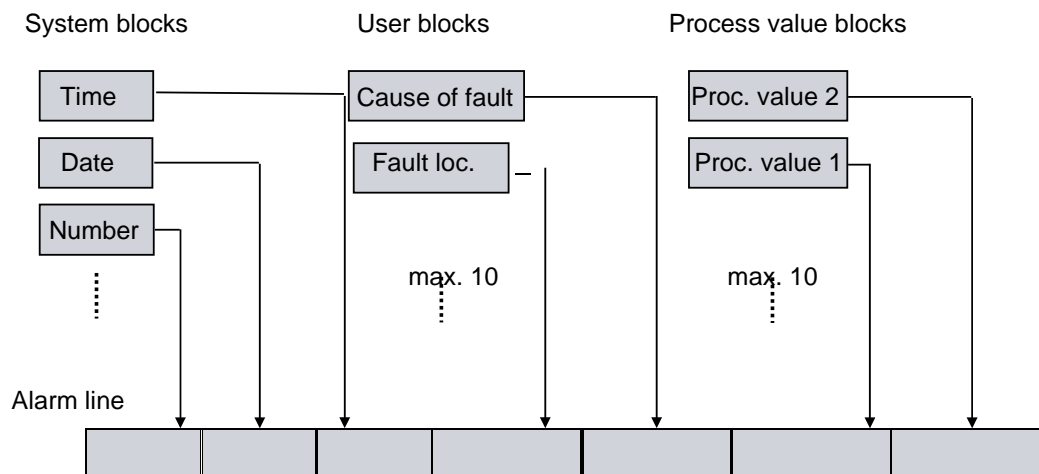 System blocks
User blocks
Process value blocks
Time
Cause of fault
Proc. value 2
Date
Fault loc.
Proc. value 1
Number
max. 10
max. 10
Alarm line